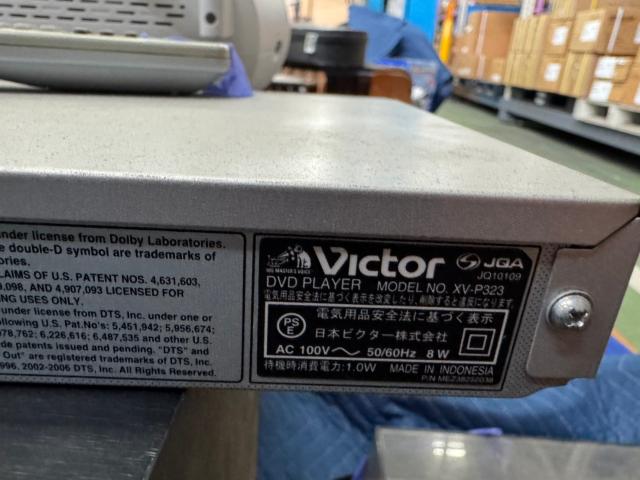 under license from Dolby Laboratories.
double-D symbol are trademarks of
ories.
LAIMS OF U.S. PATENT NOS. 4,631,603,
,098, AND 4,907,093 LICENSED FOR
ING USES ONLY.
under license from DTS, Inc. under one or
llowing U.S. Pat.No's: 5,451,942; 5,956,674;
78,762; 6,226,616; 6,487,535 and other U.S.
de patents issued and pending. "DTS" and
Out" are registered trademarks of DTS, Inc.
996, 2002-2006 DTS, Inc. All Rights Reserved.
HIS MASTER'S VOICE
Victor
JQA
JQ10109
DVD PLAYER MODEL NO. XV-P323
電気用品安全法に基づく表示を改変したり、削除すると違反になります。
電気用品安全法に基づく表示
PS
E
日本ビクター株式会社
AC 100V 50/60Hz 8W
待機時消費電力:1.0W MADE IN INDONESIA